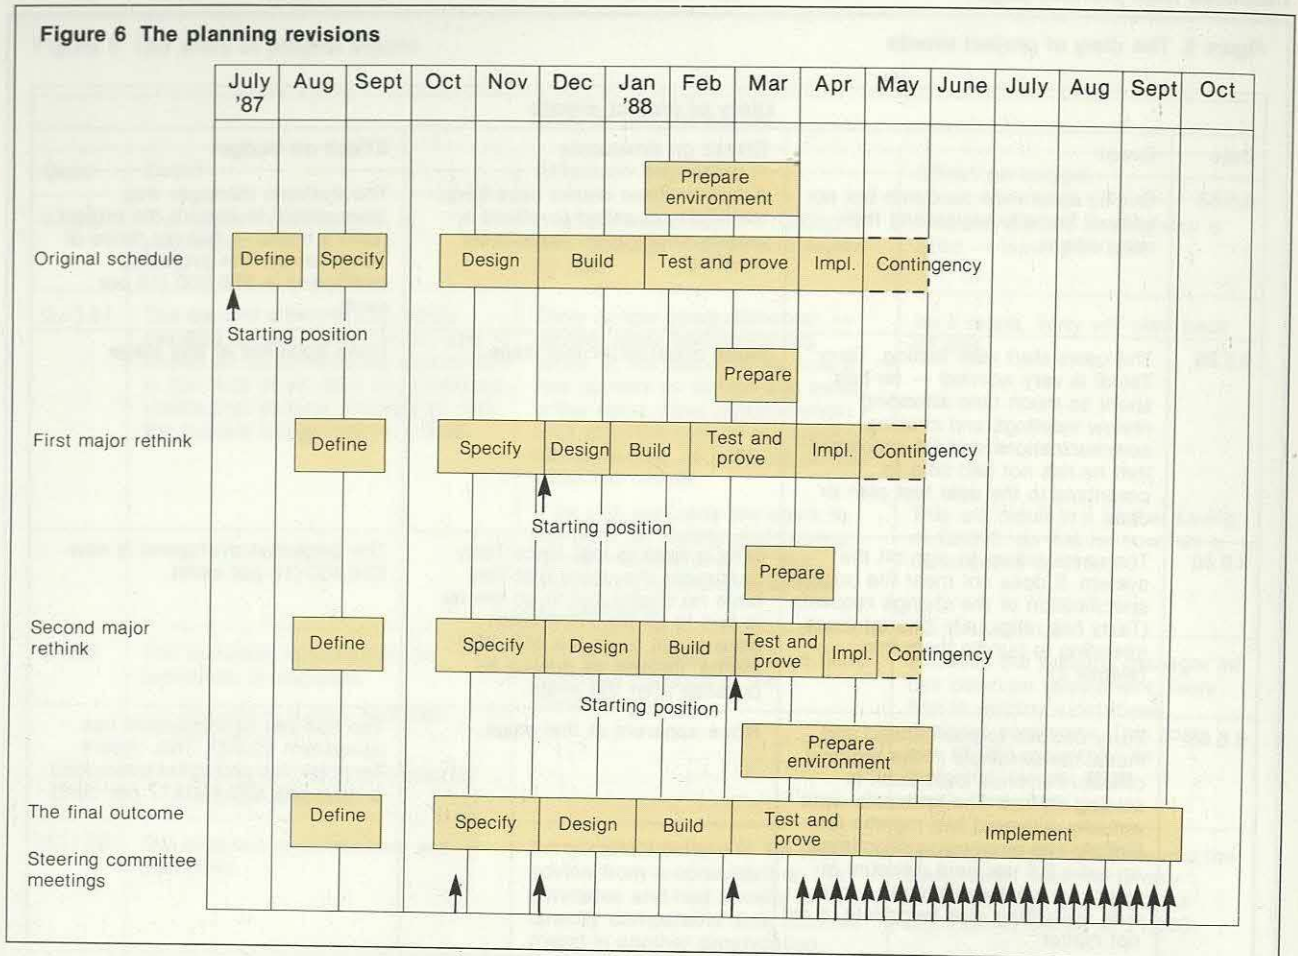 Figure 6 The planning revisions
July '87 Aug Sept Oct Nov Dec Jan '88 Feb Mar Apr May June July Aug Sept Oct
Prepare environment
Original schedule Define Specify Design Build Test and prove Impl. Contingency
Starting position
Prepare
First major rethink Define Specify Design Build Test and prove Impl. Contingency
Starting position
Prepare
Second major rethink Define Specify Design Build Test and prove Impl. Contingency
Starting position
Prepare environment
The final outcome Define Specify Design Build Test and prove Implement
Steering committee meetings